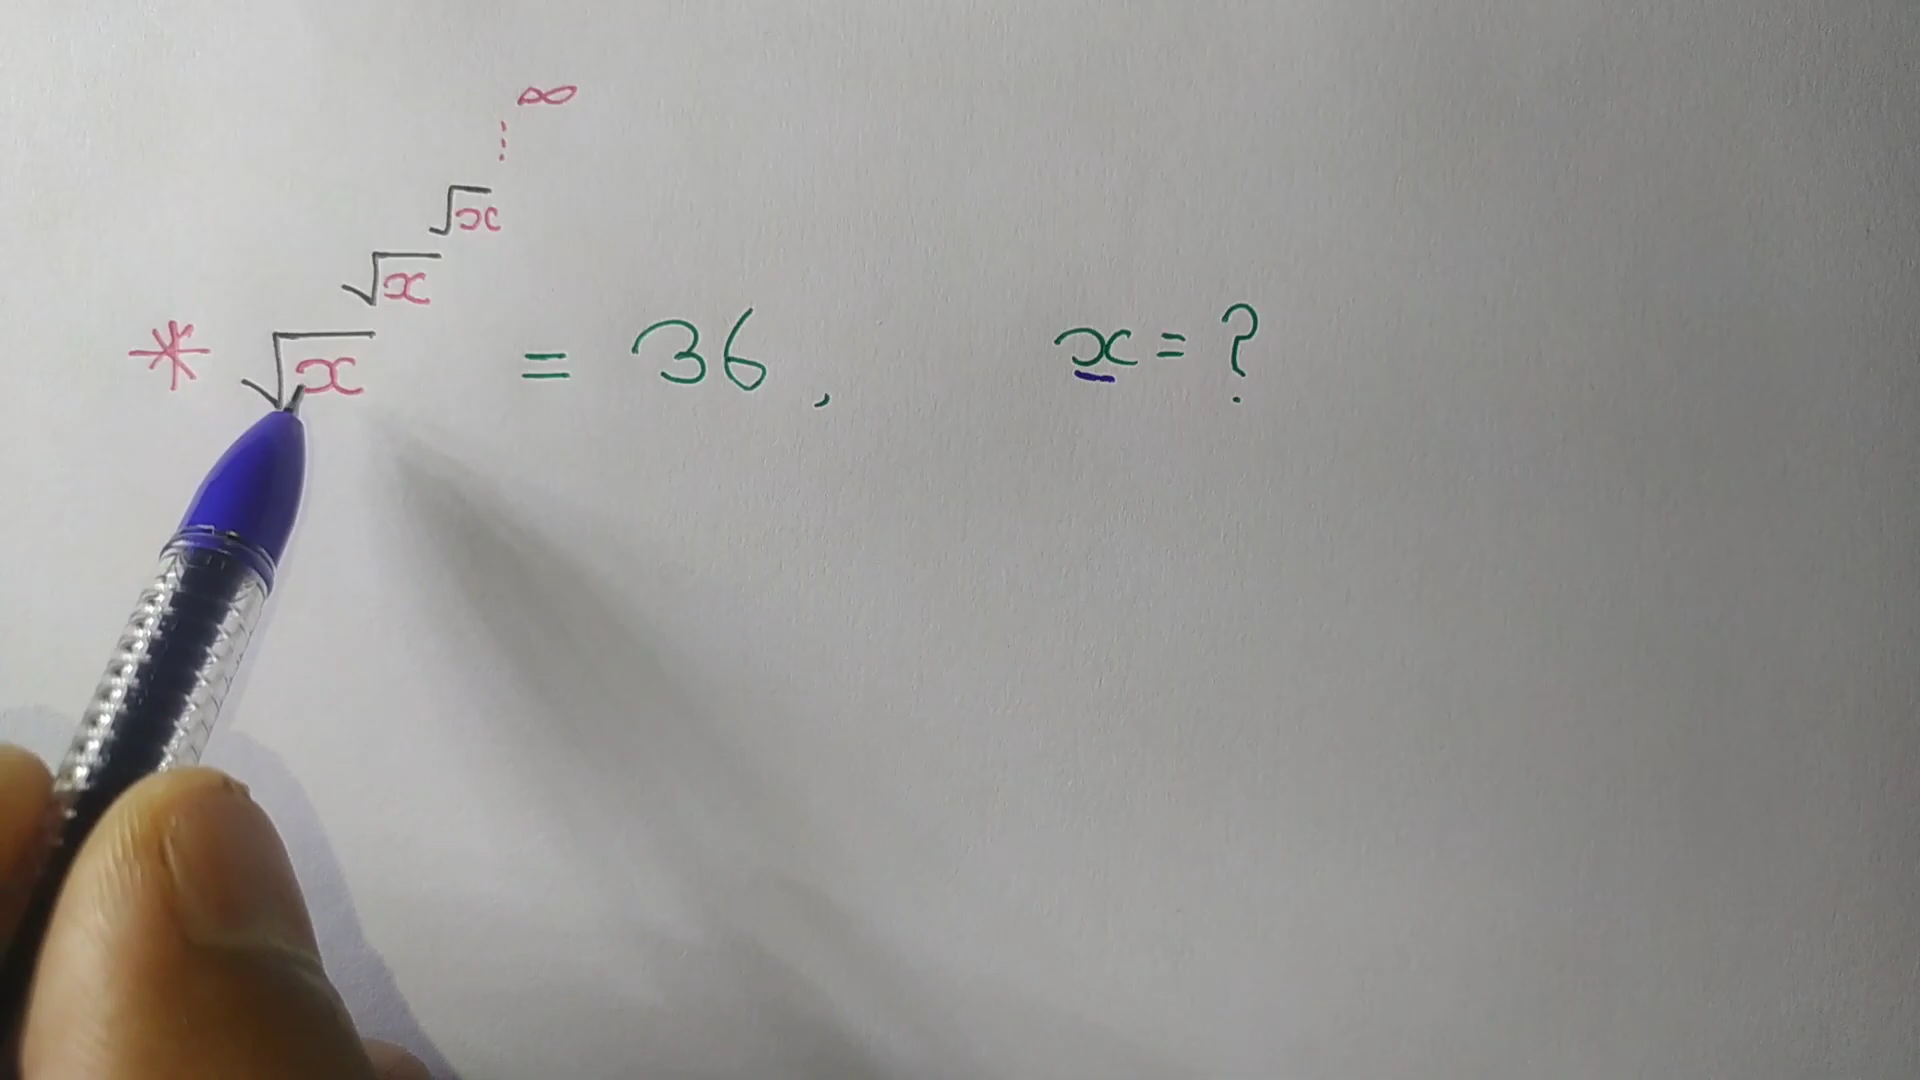 * √x^√x^√x^⋮^∞ = 36, x = ?